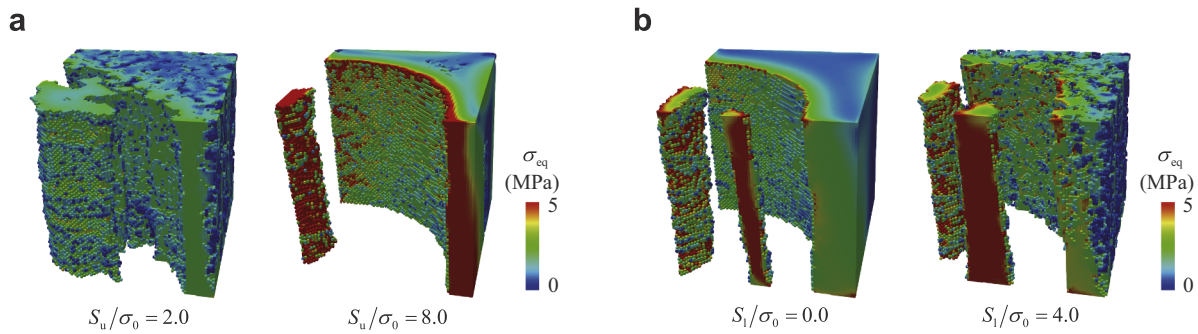 a
b
σeq
(MPa)
5
0
σeq
(MPa)
5
0
Su/σ0 = 2.0
Su/σ0 = 8.0
Sl/σ0 = 0.0
Sl/σ0 = 4.0